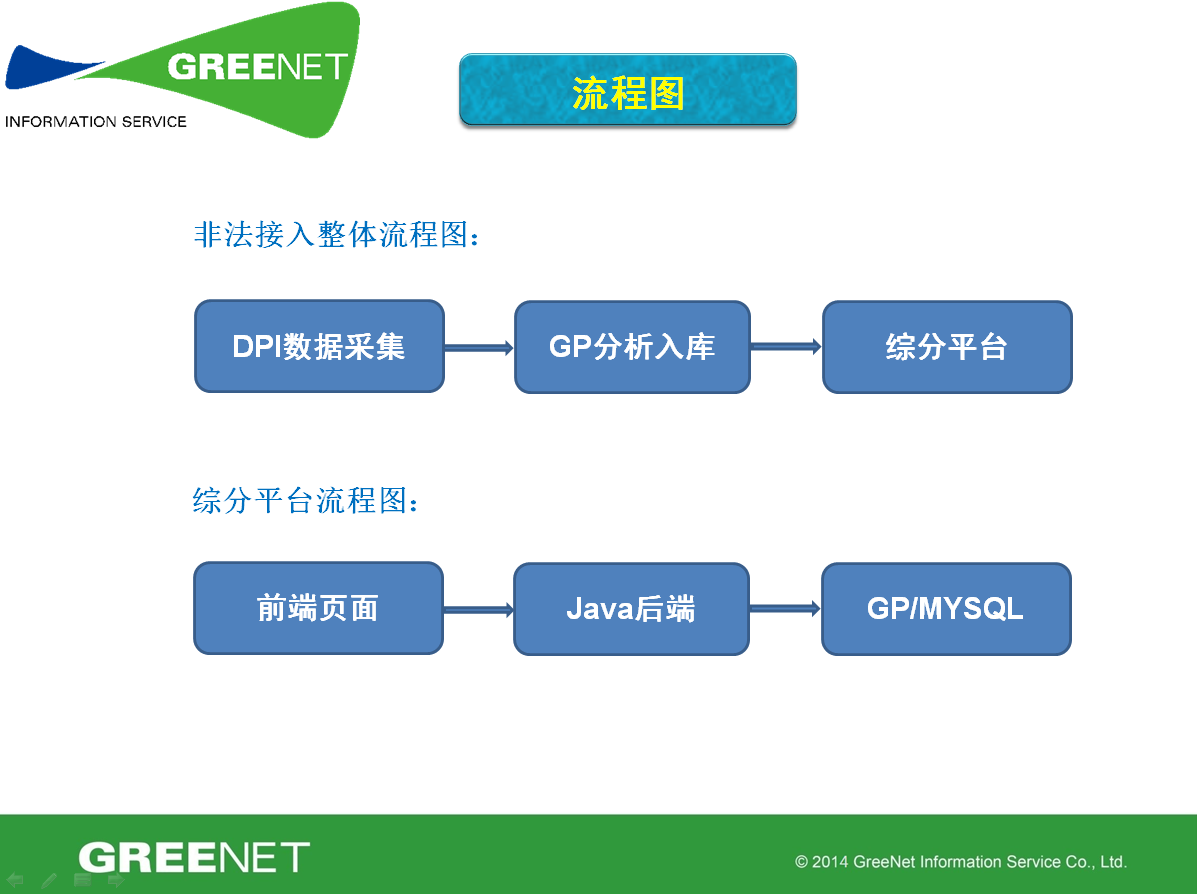 GREENET
INFORMATION SERVICE
流程图
非法接入整体流程图：
DPI数据采集
GP分析入库
综分平台
综分平台流程图：
前端页面
Java后端
GP/MYSQL
GREENET
© 2014 GreeNet Information Service Co., Ltd.